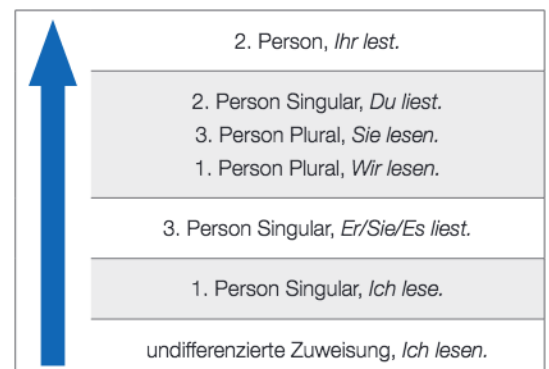 2. Person, Ihr lest.
2. Person Singular, Du liest.
3. Person Plural, Sie lesen.
1. Person Plural, Wir lesen.
3. Person Singular, Er/Sie/Es liest.
1. Person Singular, Ich lese.
undifferenzierte Zuweisung, Ich lesen.